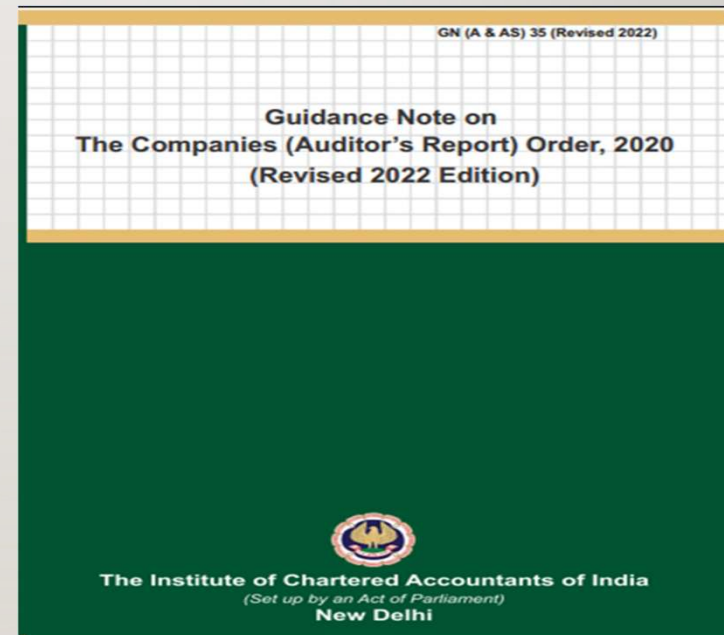 GN (A & AS) 35 (Revised 2022)
Guidance Note on
The Companies (Auditor's Report) Order, 2020
(Revised 2022 Edition)
The Institute of Chartered Accountants of India
(Set up by an Act of Parliament)
New Delhi